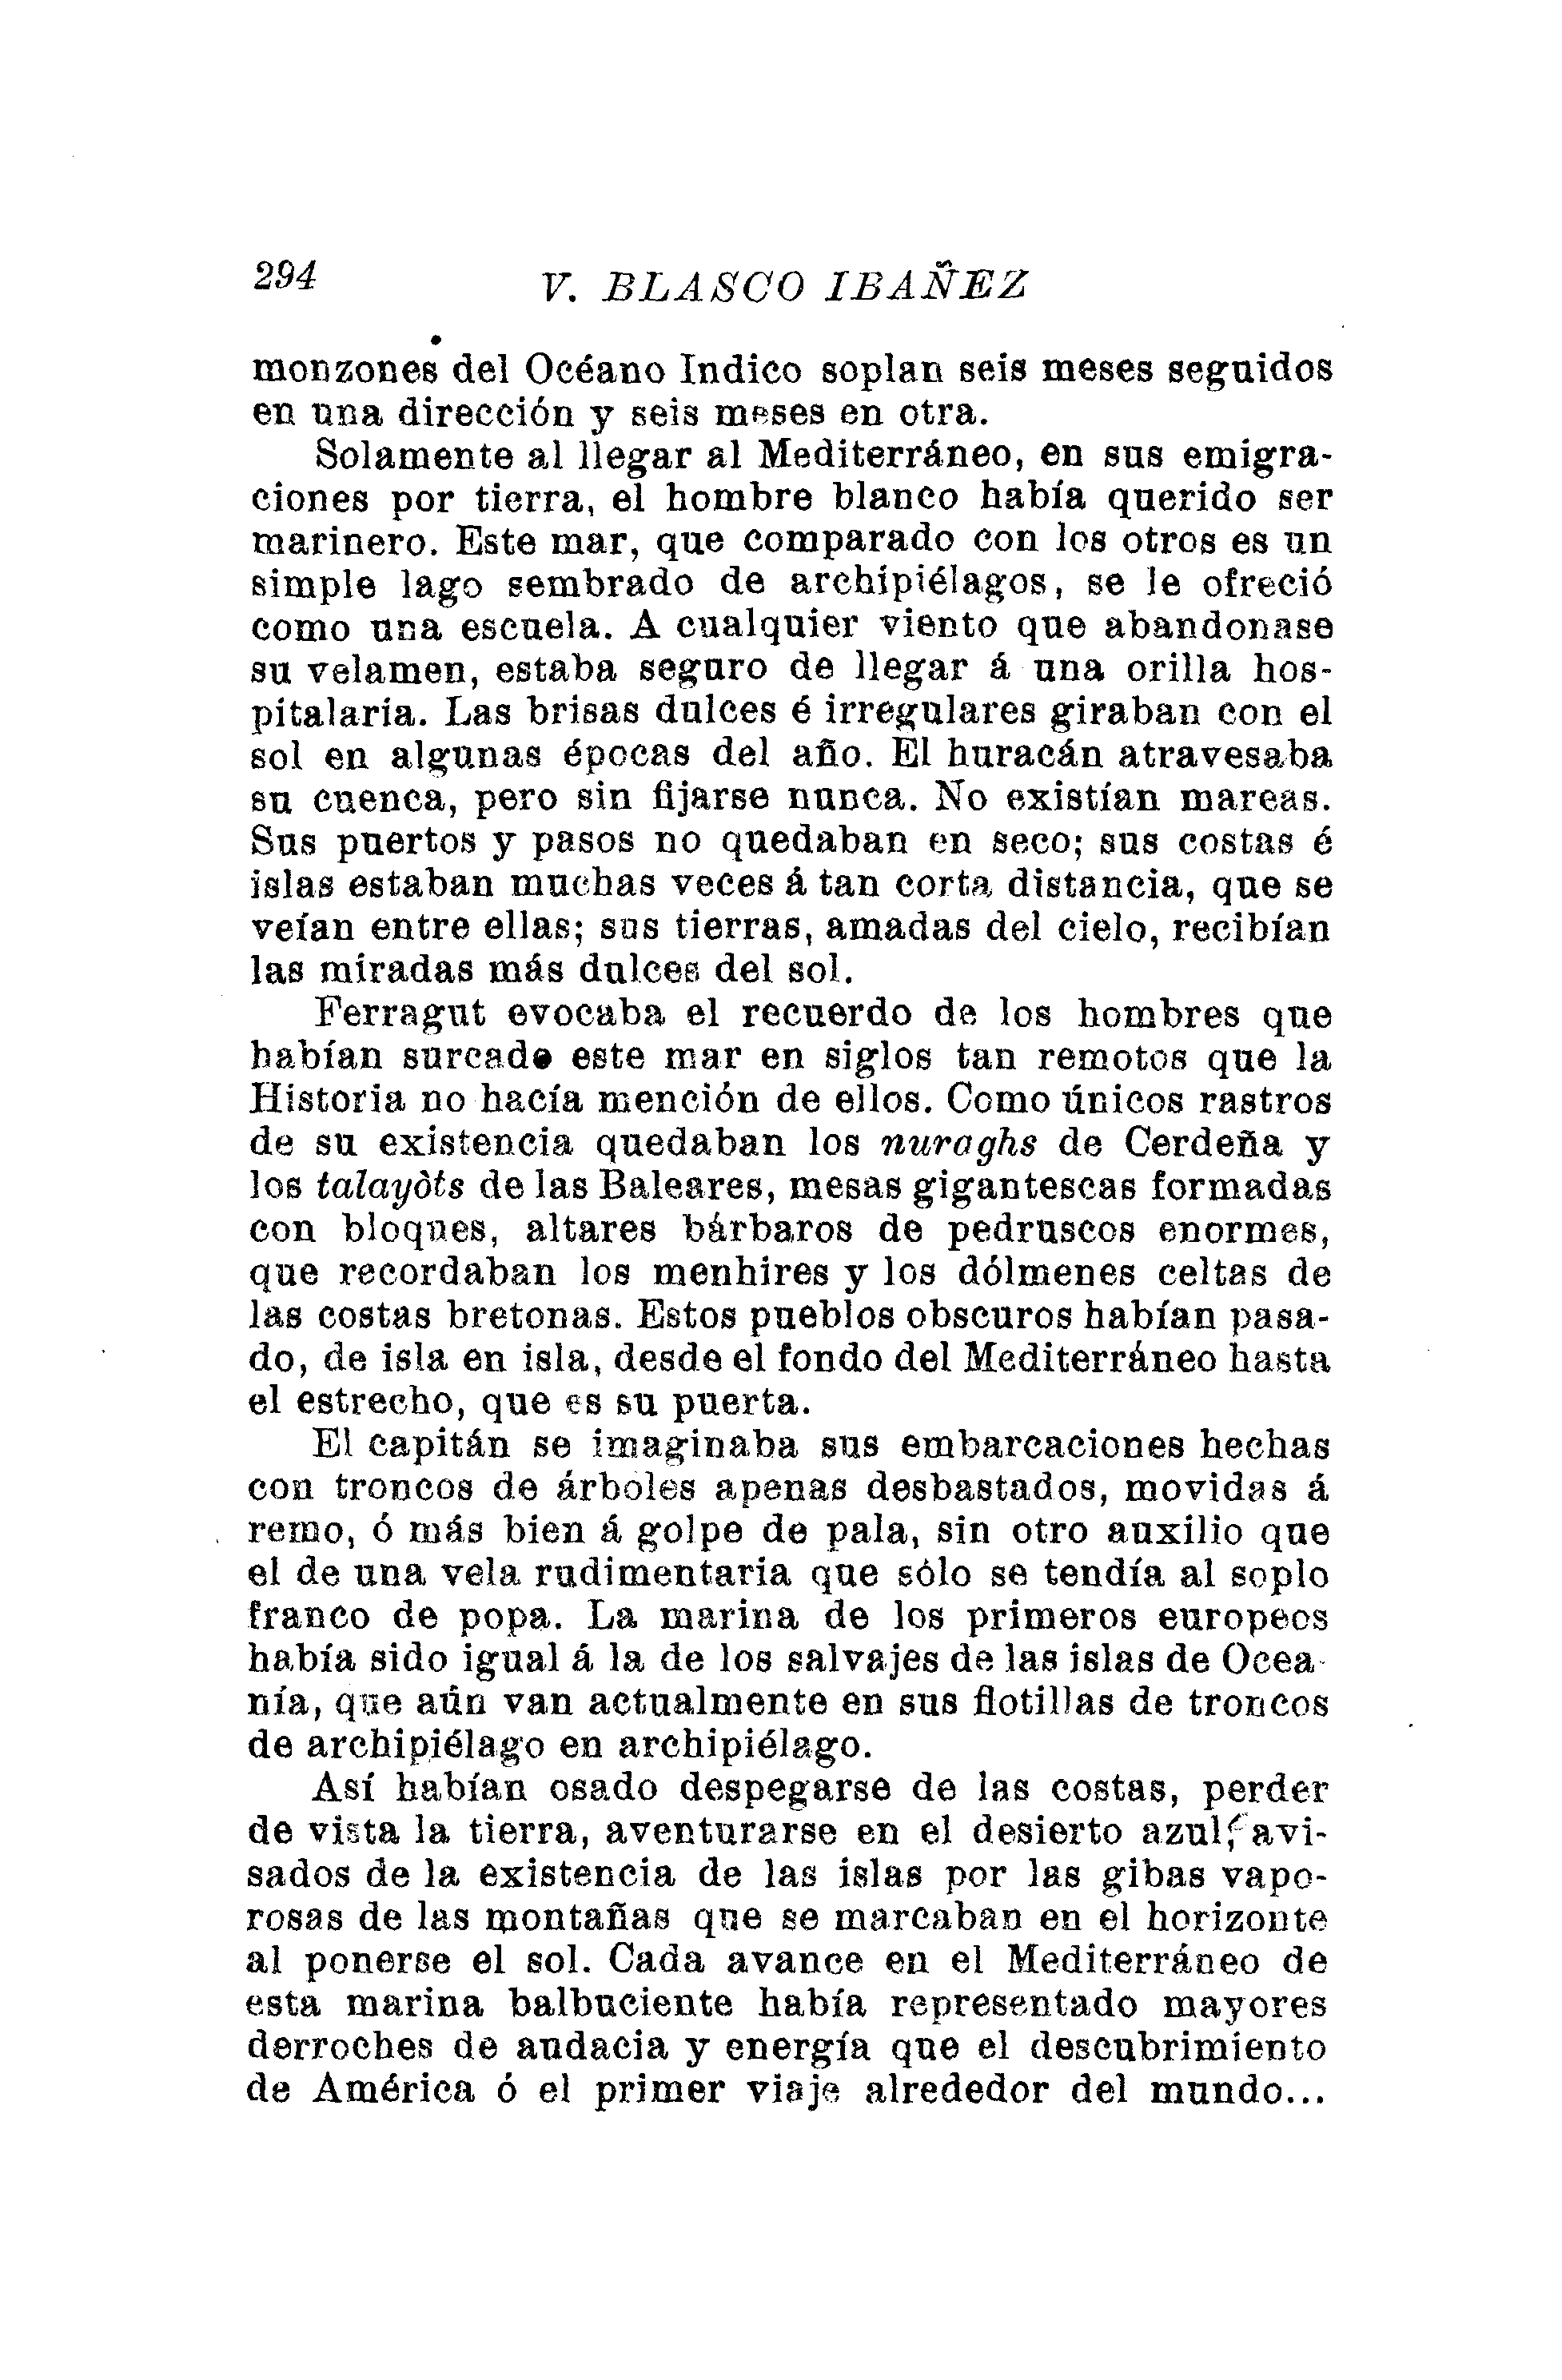 294
V. BLASCO IBAÑEZ
monzones del Océano Indico soplan seis meses seguidos
en una dirección y seis meses en otra.
Solamente al llegar al Mediterráneo, en sus emigra-
ciones por tierra, el hombre blanco había querido ser
marinero. Este mar, que comparado con los otros es un
simple lago sembrado de archipiélagos, se le ofreció
como una escuela. A cualquier viento que abandonase
su velamen, estaba seguro de llegar á una orilla hos-
pitalaria. Las brisas dulces é irregulares giraban con el
sol en algunas épocas del año. El huracán atravesaba
su cuenca, pero sin fijarse nunca. No existían mareas.
Sus puertos y pasos no quedaban en seco; sus costas é
islas estaban muchas veces á tan corta distancia, que se
veían entre ellas; sus tierras, amadas del cielo, recibían
las miradas más dulces del sol.
Ferragut evocaba el recuerdo de los hombres que
habían surcado este mar en siglos tan remotos que la
Historia no hacía mención de ellos. Como únicos rastros
de su existencia quedaban los nuraghs de Cerdeña y
los talayòts de las Baleares, mesas gigantescas formadas
con bloques, altares bárbaros de pedruscos enormes,
que recordaban los menhires y los dólmenes celtas de
las costas bretonas. Estos pueblos obscuros habían pasa-
do, de isla en isla, desde el fondo del Mediterráneo hasta
el estrecho, que es su puerta.
El capitán se imaginaba sus embarcaciones hechas
con troncos de árboles apenas desbastados, movidas á
remo, ó más bien á golpe de pala, sin otro auxilio que
el de una vela rudimentaria que sólo se tendía al soplo
franco de popa. La marina de los primeros europeos
había sido igual á la de los salvajes de las islas de Ocea-
nía, que aún van actualmente en sus flotillas de troncos
de archipiélago en archipiélago.
Así habían osado despegarse de las costas, perder
de vista la tierra, aventurarse en el desierto azul, avi-
sados de la existencia de las islas por las gibas vapo-
rosas de las montañas que se marcaban en el horizonte
al ponerse el sol. Cada avance en el Mediterráneo de
esta marina balbuciente había representado mayores
derroches de audacia y energía que el descubrimiento
de América ó el primer viaje alrededor del mundo...